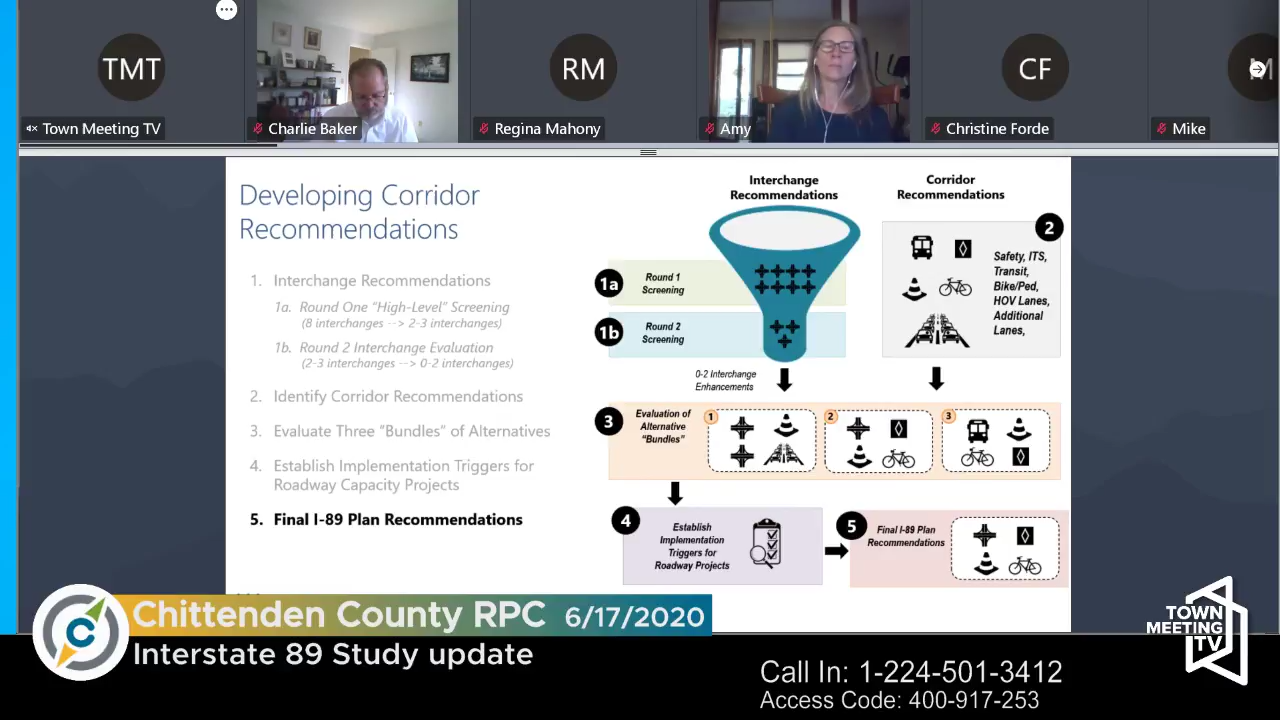 TMT
RM
CF
M
Town Meeting TV
Charlie Baker
Regina Mahony
Amy
Christine Forde
Mike
Developing Corridor
Recommendations
1. Interchange Recommendations
1a. Round One "High-Level" Screening
(8 interchanges --> 2-3 interchanges)
1b. Round 2 Interchange Evaluation
(2-3 interchanges --> 0-2 interchanges)
2. Identify Corridor Recommendations
3. Evaluate Three "Bundles" of Alternatives
4. Establish Implementation Triggers for
Roadway Capacity Projects
5. Final I-89 Plan Recommendations
Interchange
Recommendations
Corridor
Recommendations
1a
Round 1
Screening
1b
Round 2
Screening
2
Safety, ITS,
Transit,
Bike/Ped,
HOV Lanes,
Additional
Lanes,
0-2 Interchange
Enhancements
3
Evaluation of
Alternative
"Bundles"
1
2
3
4
Establish
Implementation
Triggers for
Roadway Projects
5
Final I-89 Plan
Recommendations
C
Chittenden County RPC 6/17/2020
Interstate 89 Study update
TOWN
MEETING
TV
Call In: 1-224-501-3412
Access Code: 400-917-253